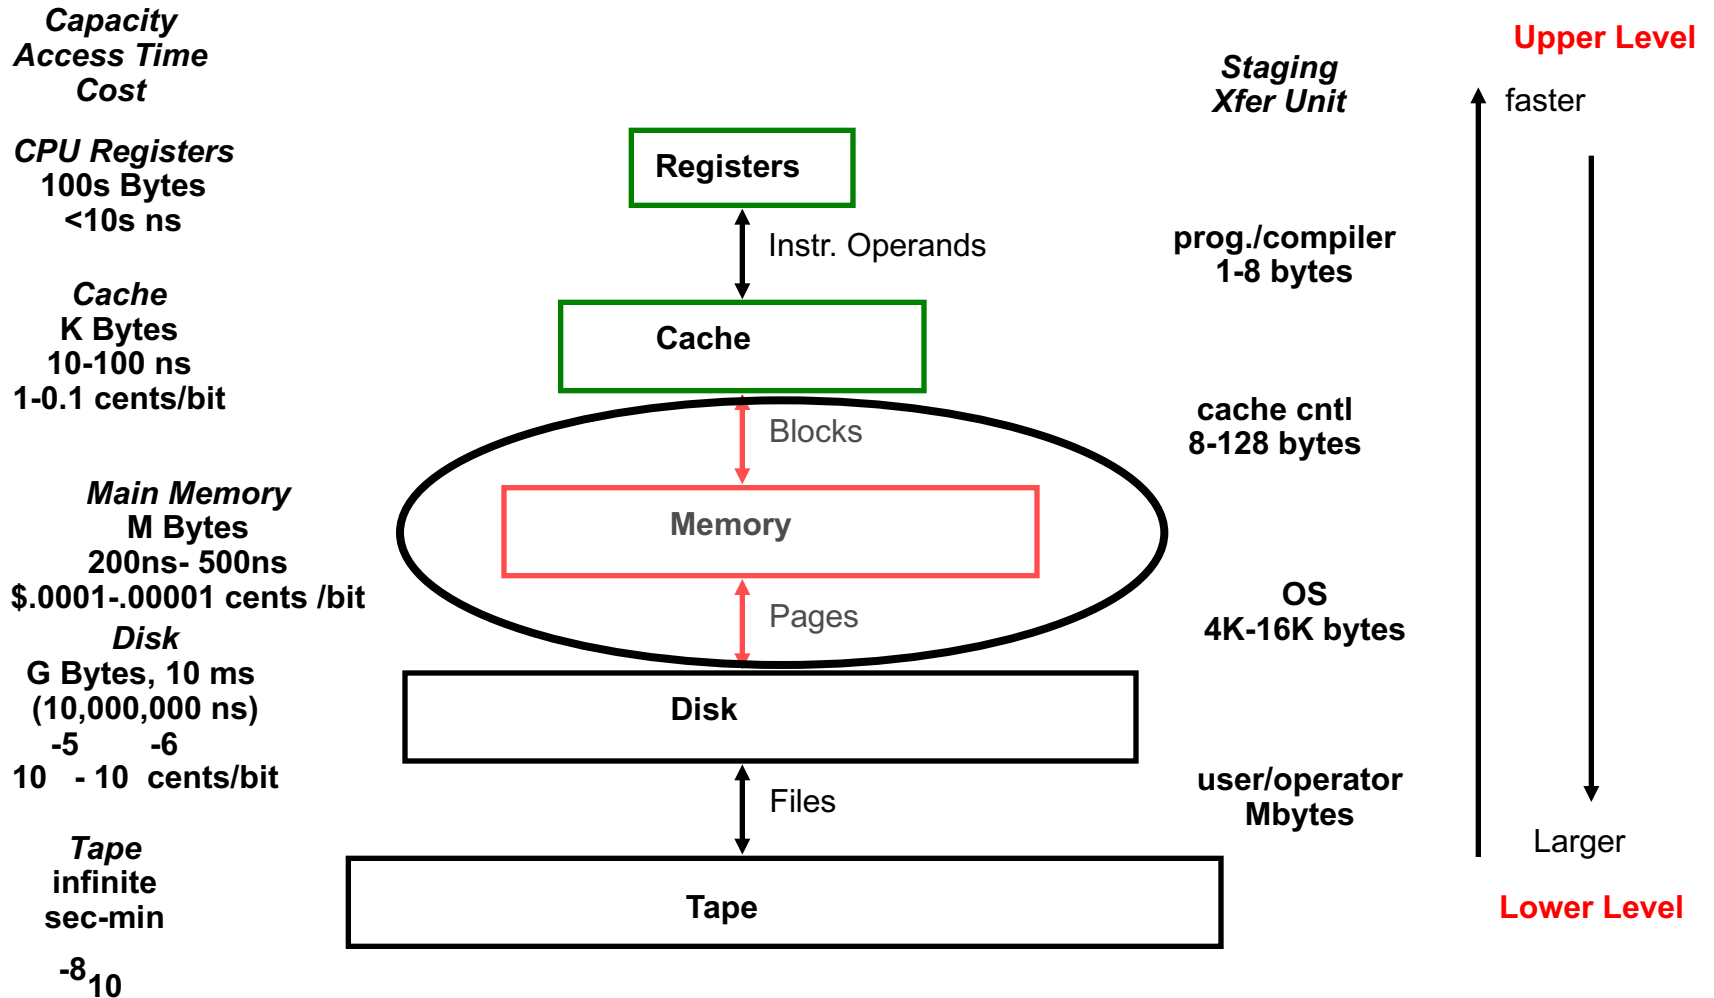 Capacity
Access Time
Cost
Staging
Xfer Unit
Upper Level
faster
CPU Registers
100s Bytes
<10s ns
Registers
Instr. Operands
prog./compiler
1-8 bytes
Cache
K Bytes
10-100 ns
1-0.1 cents/bit
Cache
Blocks
cache cntl
8-128 bytes
Main Memory
M Bytes
200ns- 500ns
$.0001-.00001 cents /bit
Memory
Pages
OS
4K-16K bytes
Disk
G Bytes, 10 ms
(10,000,000 ns)
-5 -6
10 - 10 cents/bit
Disk
Files
user/operator
Mbytes
Larger
Tape
infinite
sec-min
-8
10
Tape
Lower Level